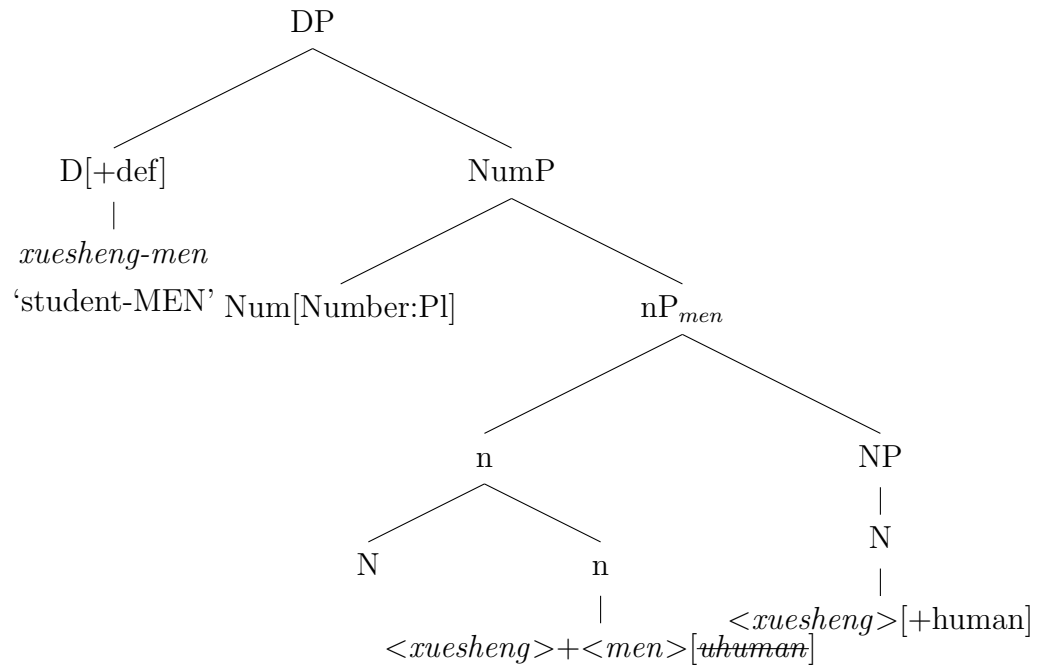 DP
D[+def] NumP
xuesheng-men
‘student-MEN’ Num[Number:Pl] nPmen
n NP
N n N
<xuesheng>[+human]
<xuesheng>+<men>[uhuman]